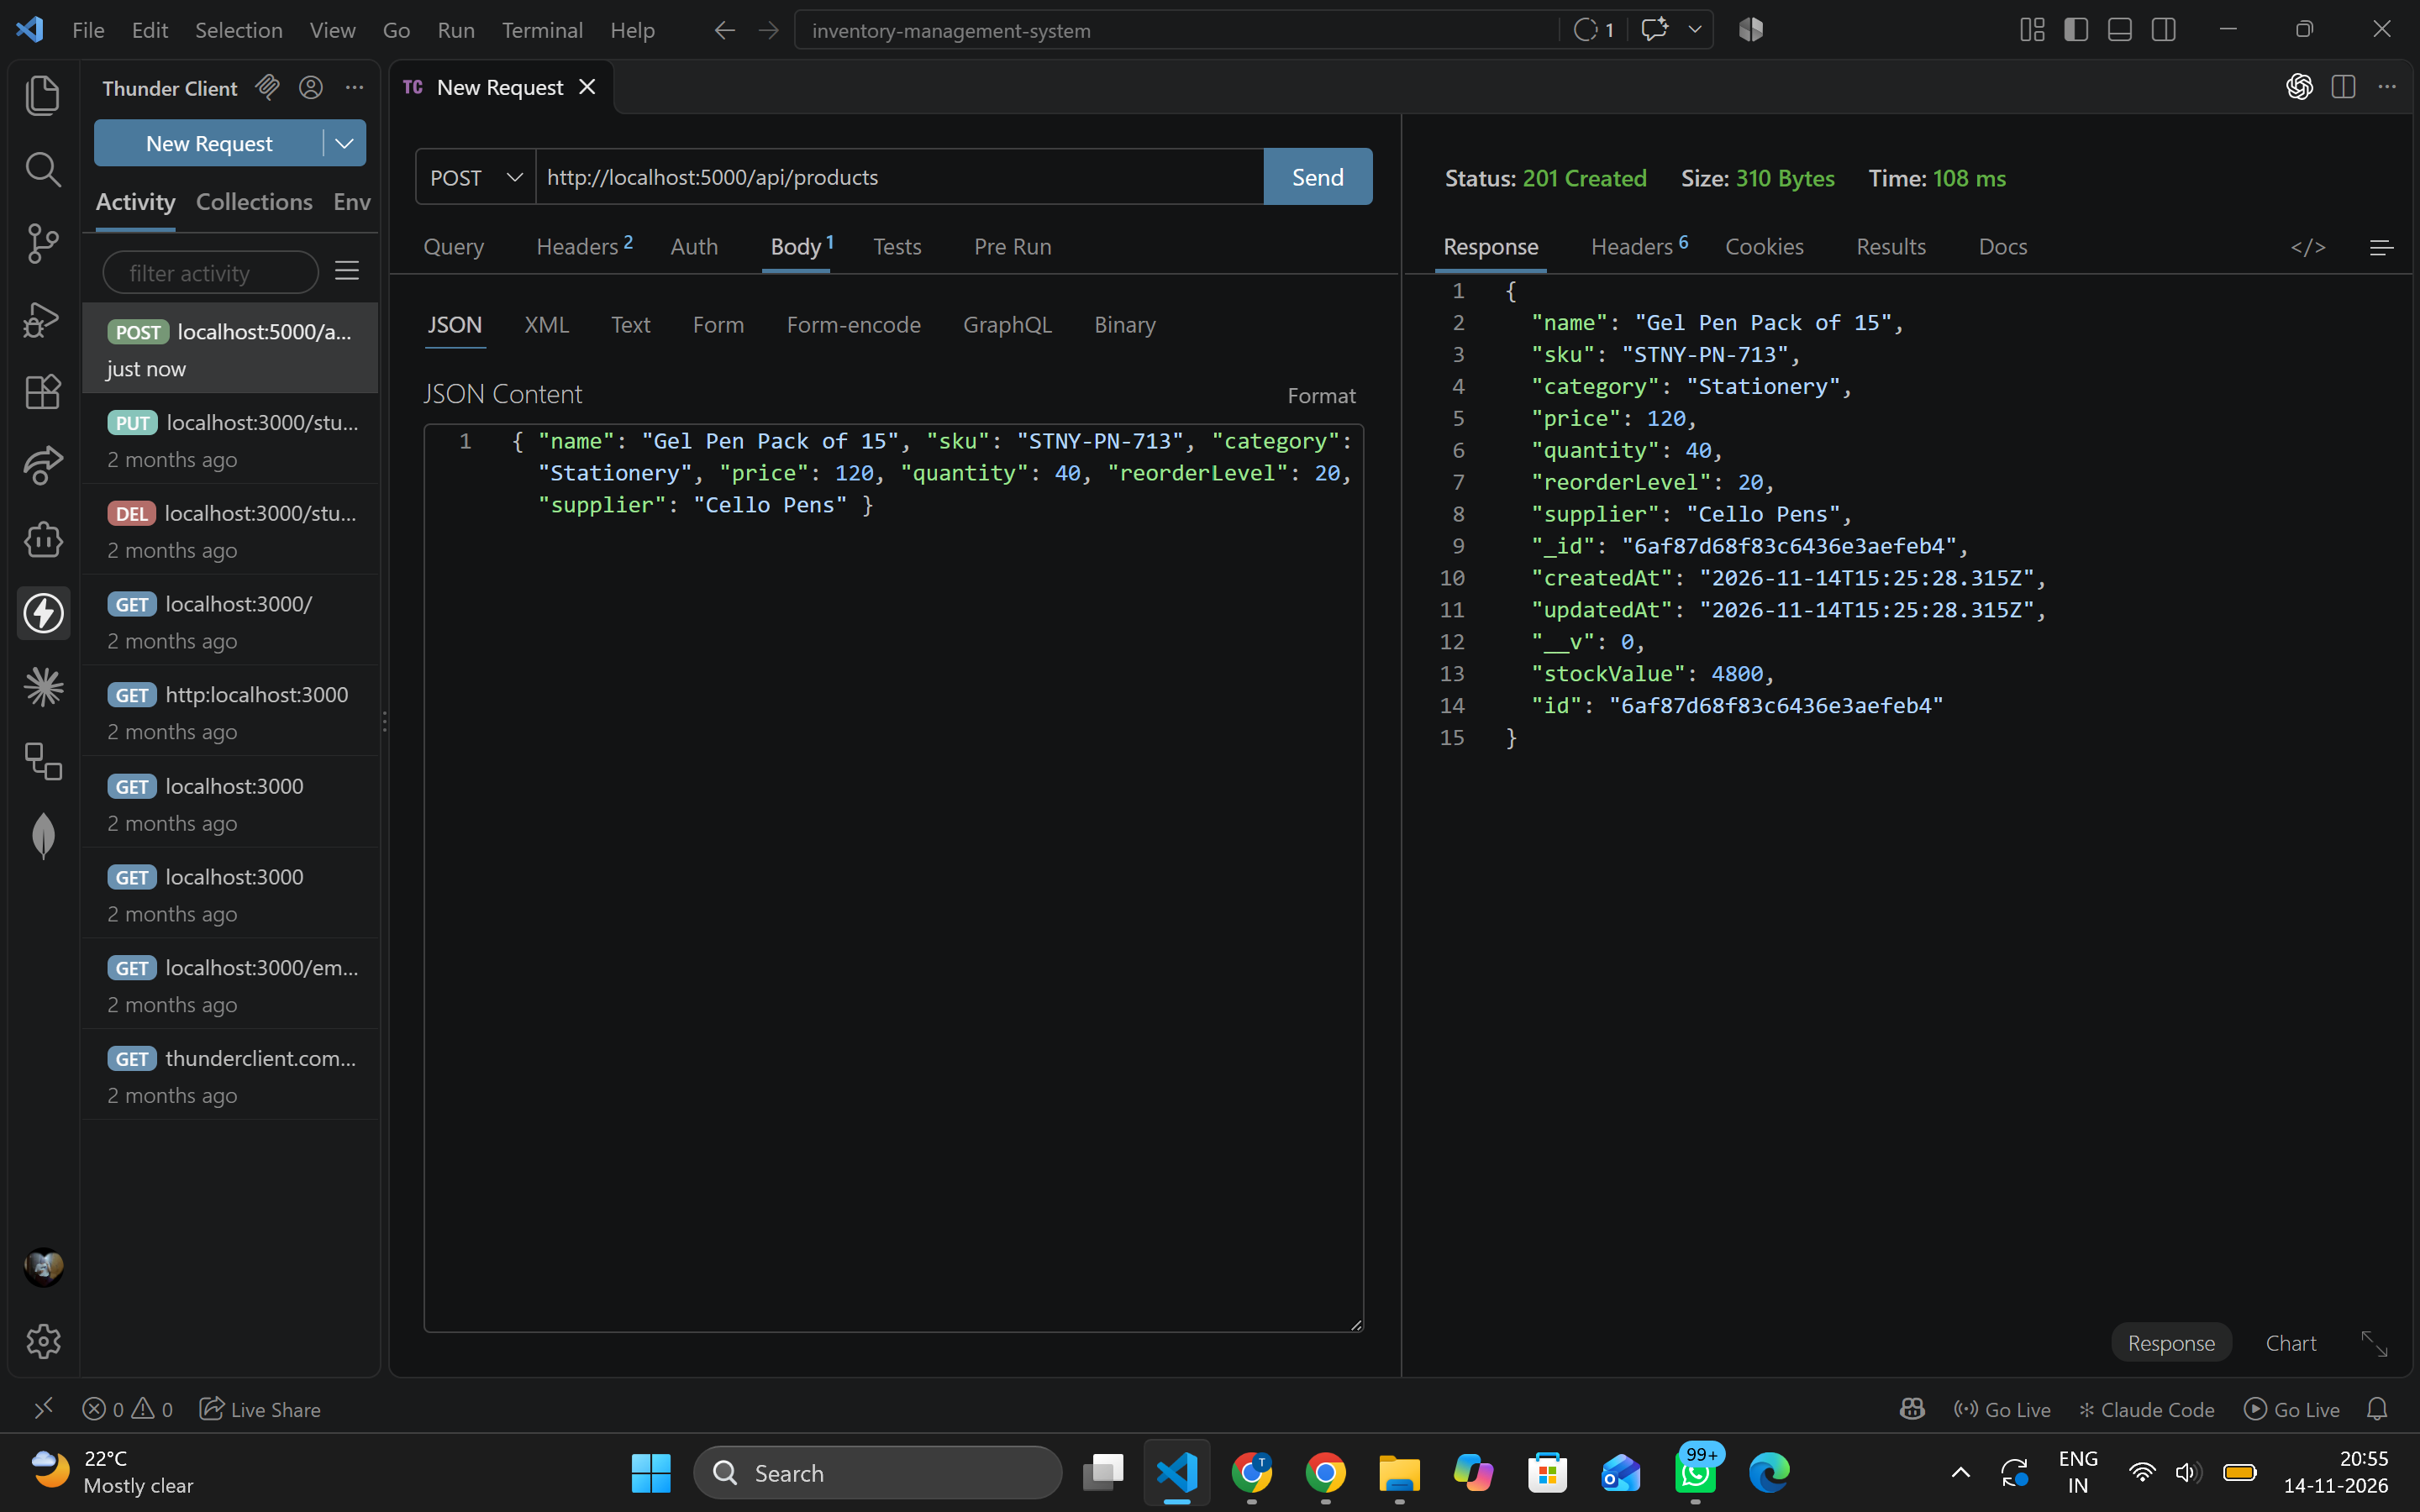 File Edit Selection View Go Run Terminal Help
inventory-management-system
1
Thunder Client
New Request
Activity Collections Env
filter activity
POST localhost:5000/a...
just now
PUT localhost:3000/stu...
2 months ago
DEL localhost:3000/stu...
2 months ago
GET localhost:3000/
2 months ago
GET http:localhost:3000
2 months ago
GET localhost:3000
2 months ago
GET localhost:3000
2 months ago
GET localhost:3000/em...
2 months ago
GET thunderclient.com...
2 months ago
TC New Request
POST http://localhost:5000/api/products Send
Query Headers 2 Auth Body 1 Tests Pre Run
JSON XML Text Form Form-encode GraphQL Binary
JSON Content Format
1 { "name": "Gel Pen Pack of 15", "sku": "STNY-PN-713", "category":
"Stationery", "price": 120, "quantity": 40, "reorderLevel": 20,
"supplier": "Cello Pens" }
Status: 201 Created Size: 310 Bytes Time: 108 ms
Response Headers 6 Cookies Results Docs </>
1 {
2 "name": "Gel Pen Pack of 15",
3 "sku": "STNY-PN-713",
4 "category": "Stationery",
5 "price": 120,
6 "quantity": 40,
7 "reorderLevel": 20,
8 "supplier": "Cello Pens",
9 "_id": "6af87d68f83c6436e3aefeb4",
10 "createdAt": "2026-11-14T15:25:28.315Z",
11 "updatedAt": "2026-11-14T15:25:28.315Z",
12 "__v": 0,
13 "stockValue": 4800,
14 "id": "6af87d68f83c6436e3aefeb4"
15 }
Response Chart
0 0 Live Share
Go Live Claude Code Go Live
22°C
Mostly clear
Search
T
99+
ENG
IN
20:55
14-11-2026